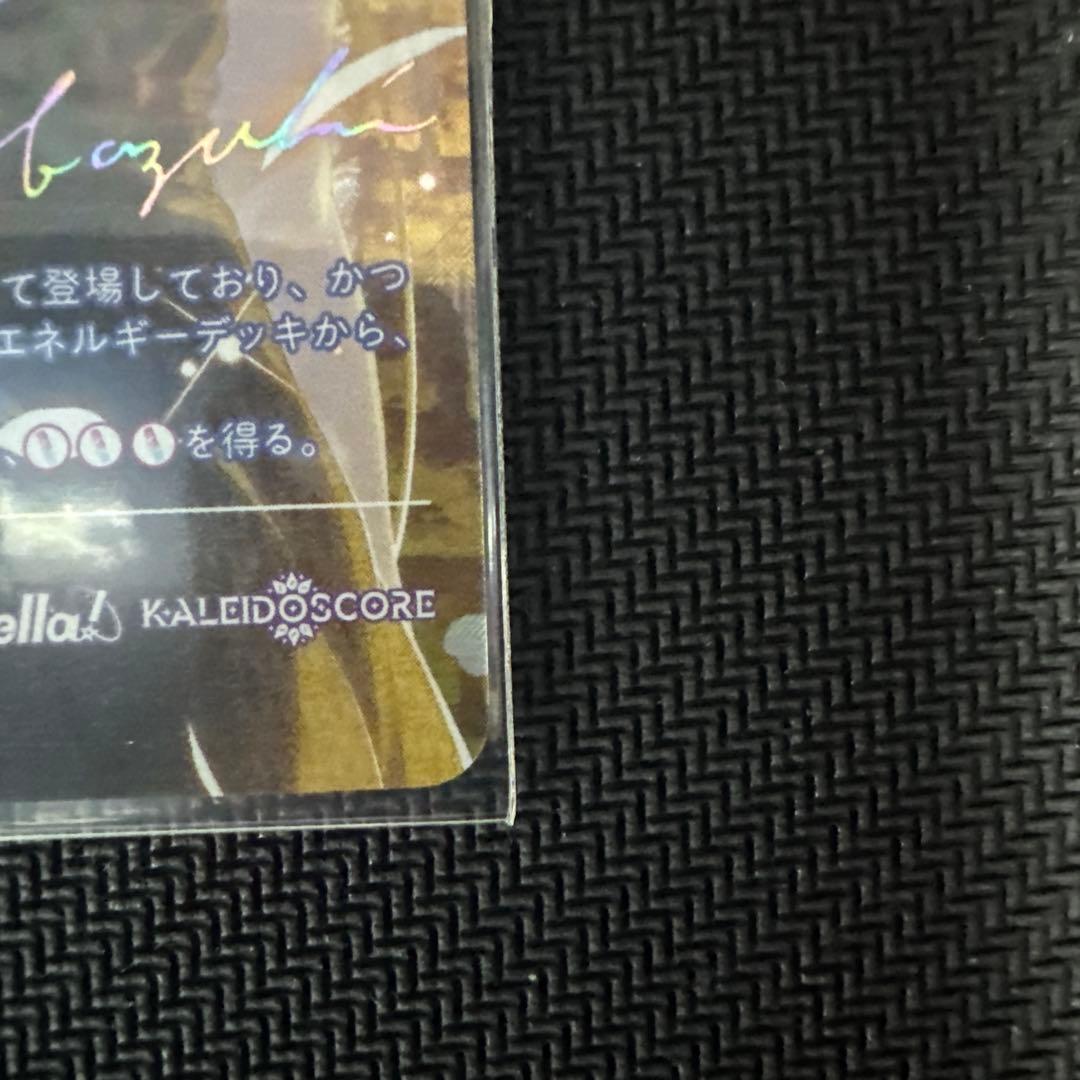 bazuki
て登場しており、かつ
エネルギーデッキから、
、を得る。
ella! KALEIDOSCORE